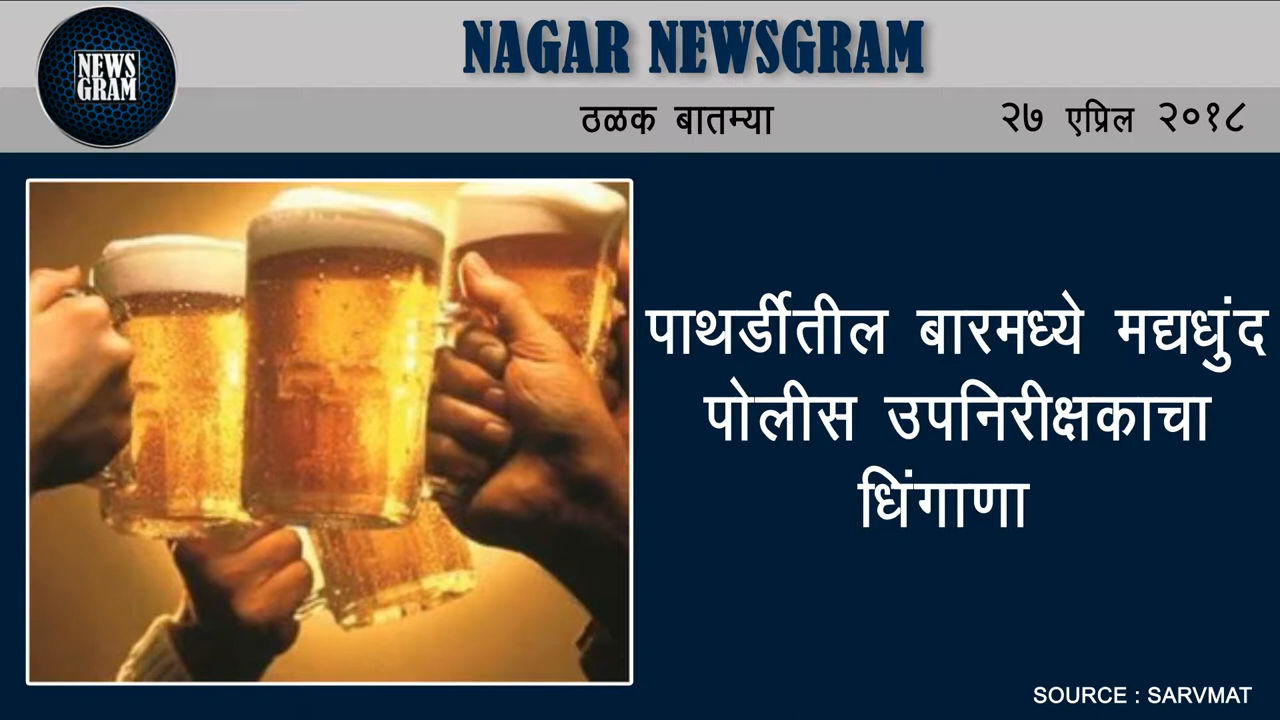 NEWS
GRAM
NAGAR NEWSGRAM
ठळक बातम्या
२७ एप्रिल २०१८
पाथर्डीतील बारमध्ये मद्यधुंद
पोलीस उपनिरीक्षकाचा
धिंगाणा
SOURCE : SARVMAT